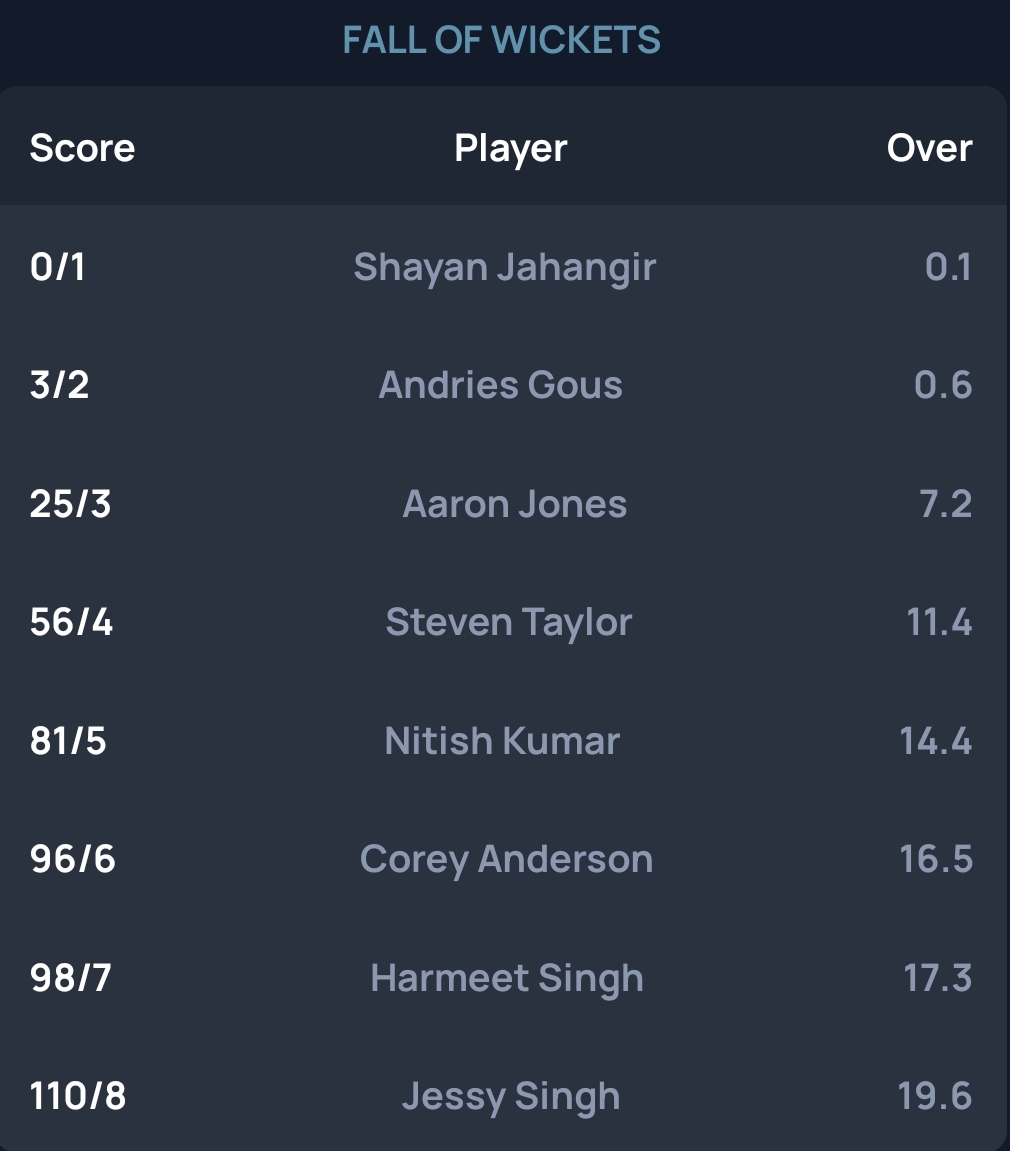 FALL OF WICKETS
Score Player Over
0/1 Shayan Jahangir 0.1
3/2 Andries Gous 0.6
25/3 Aaron Jones 7.2
56/4 Steven Taylor 11.4
81/5 Nitish Kumar 14.4
96/6 Corey Anderson 16.5
98/7 Harmeet Singh 17.3
110/8 Jessy Singh 19.6